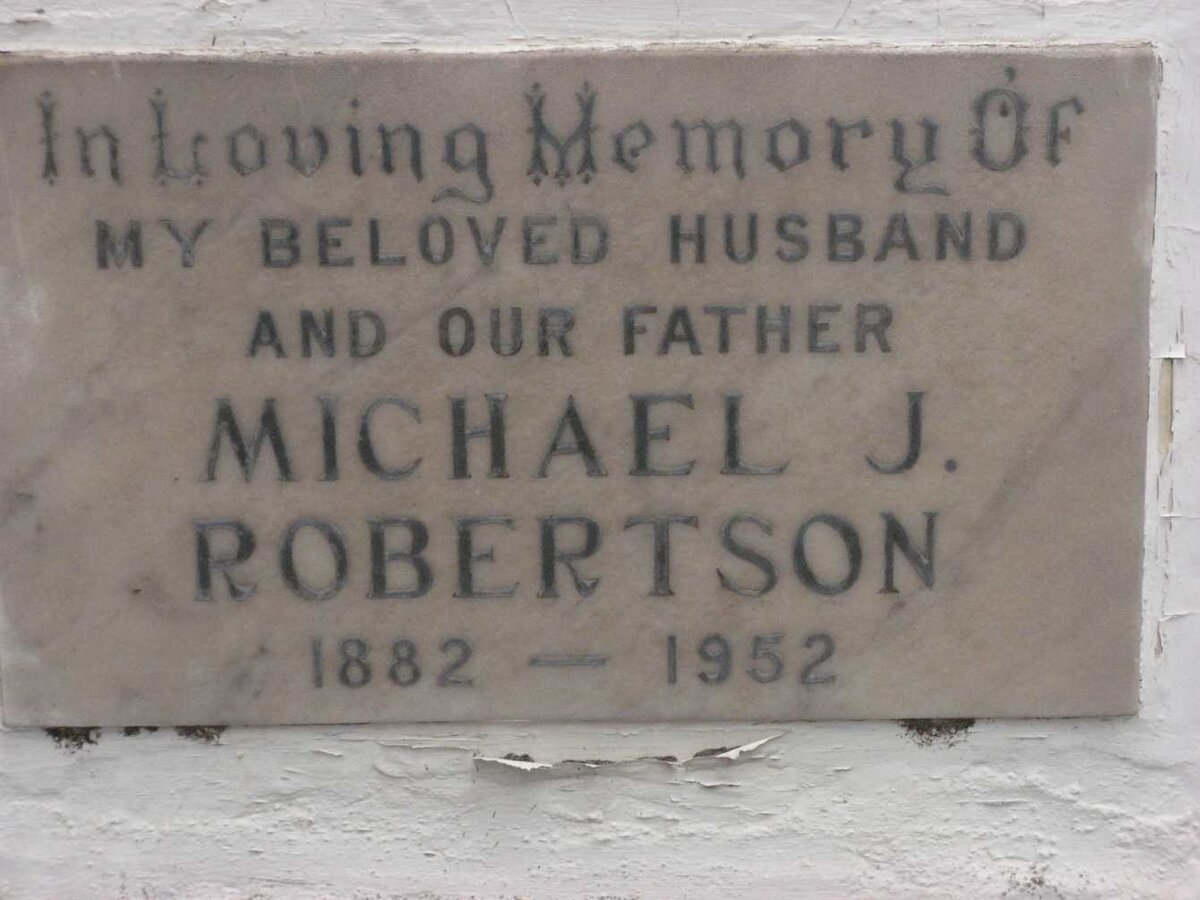 In Loving Memory Of
MY BELOVED HUSBAND
AND OUR FATHER
MICHAEL J.
ROBERTSON
1882 — 1952